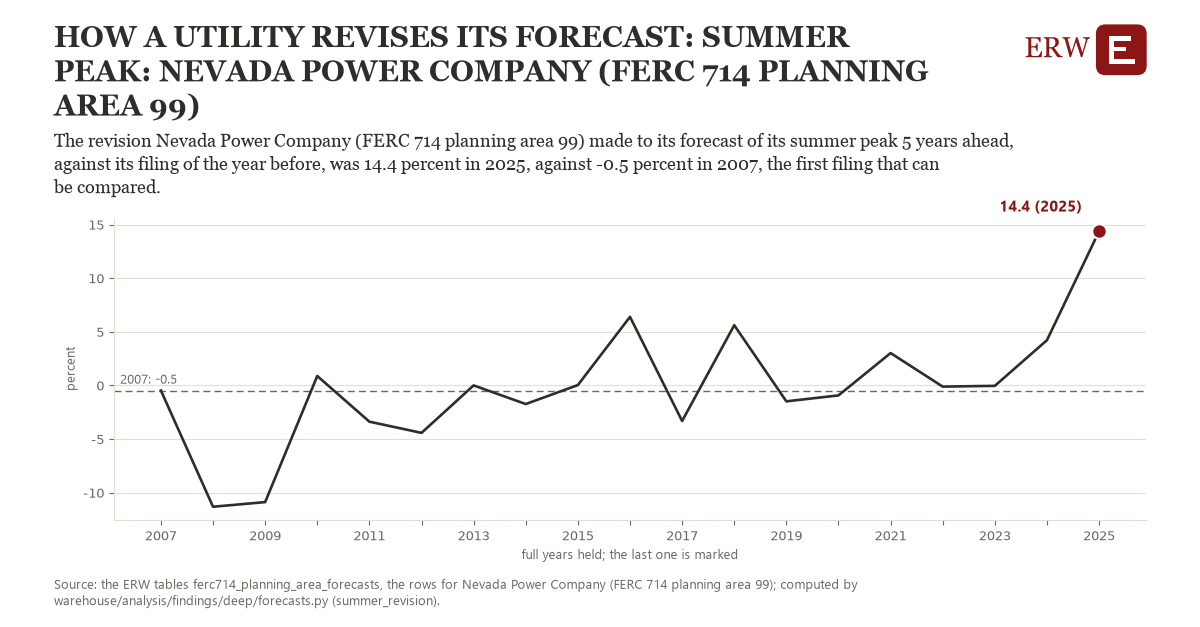 HOW A UTILITY REVISES ITS FORECAST: SUMMER
PEAK: NEVADA POWER COMPANY (FERC 714 PLANNING
AREA 99)
ERW E
The revision Nevada Power Company (FERC 714 planning area 99) made to its forecast of its summer peak 5 years ahead,
against its filing of the year before, was 14.4 percent in 2025, against -0.5 percent in 2007, the first filing that can
be compared.
14.4 (2025)
15
10
5
0
-5
-10
percent
2007: -0.5
2007 2009 2011 2013 2015 2017 2019 2021 2023 2025
full years held; the last one is marked
Source: the ERW tables ferc714_planning_area_forecasts, the rows for Nevada Power Company (FERC 714 planning area 99); computed by
warehouse/analysis/findings/deep/forecasts.py (summer_revision).